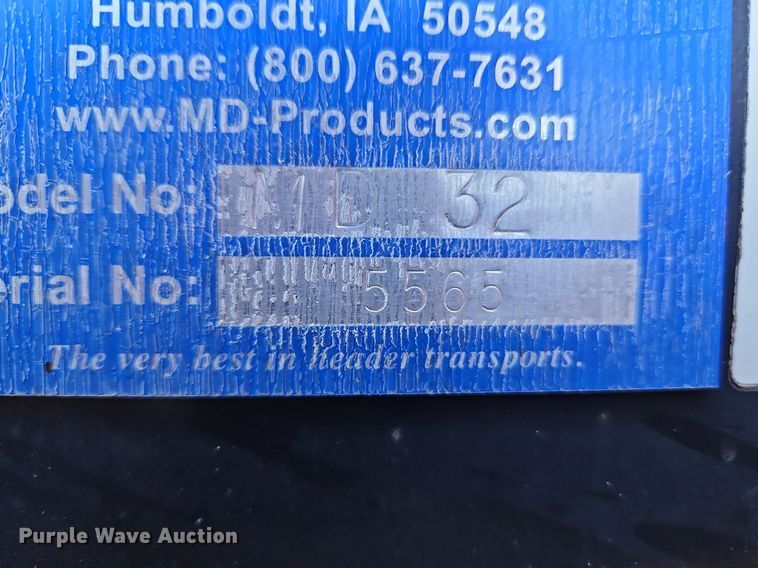 Humboldt, IA 50548
Phone: (800) 637-7631
www.MD-Products.com
odel No: MD 32
erial No: 5565
The very best in header transports.
Purple Wave Auction